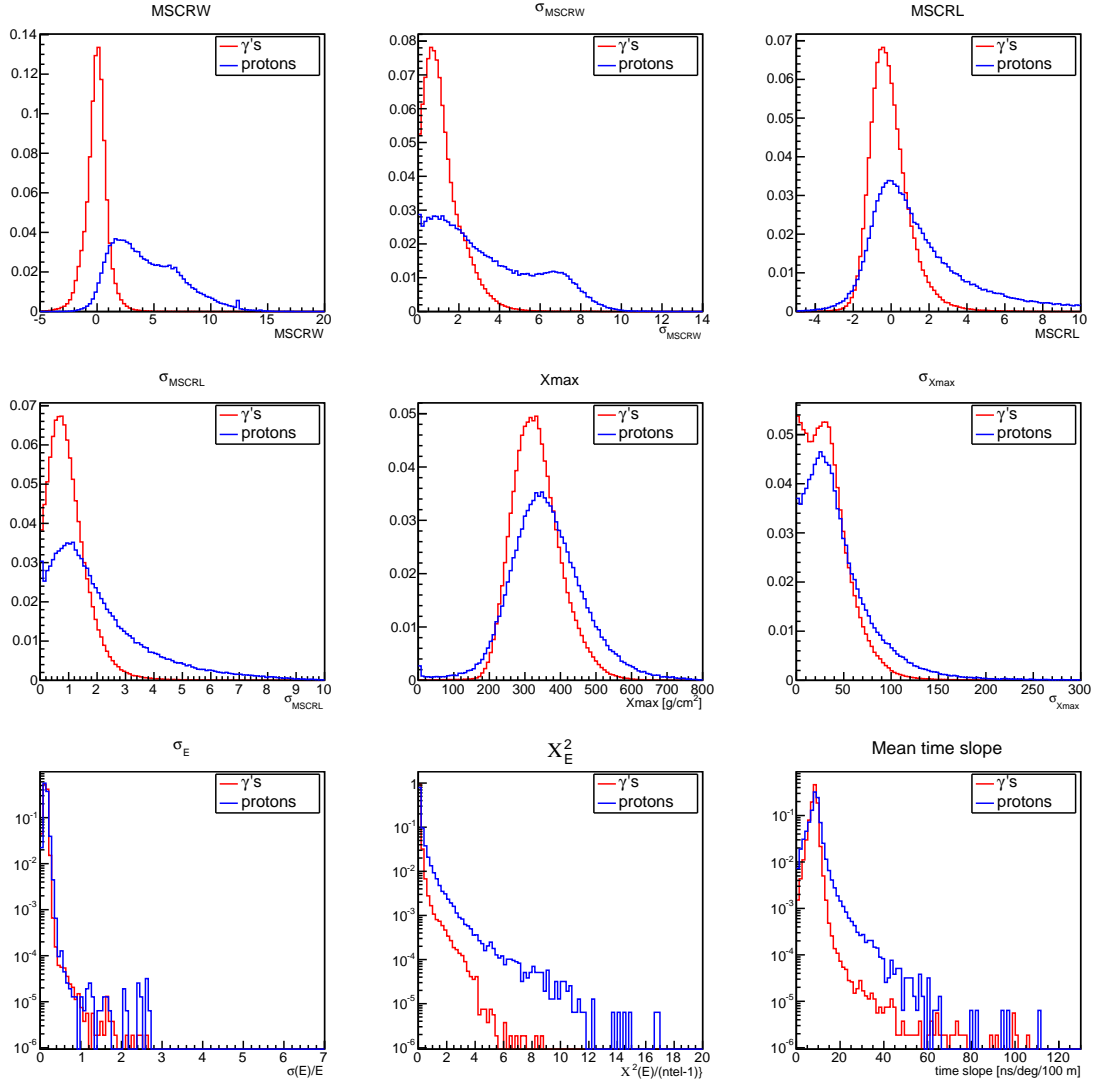 MSCRW
0.14
0.12
0.1
0.08
0.06
0.04
0.02
0
-5 0 5 10 15 20
MSCRW
γ's
protons
σ_MSCRW
0.08
0.07
0.06
0.05
0.04
0.03
0.02
0.01
0
0 2 4 6 8 10 12 14
σ_MSCRW
γ's
protons
MSCRL
0.07
0.06
0.05
0.04
0.03
0.02
0.01
0
-4 -2 0 2 4 6 8 10
MSCRL
γ's
protons
σ_MSCRL
0.07
0.06
0.05
0.04
0.03
0.02
0.01
0
0 1 2 3 4 5 6 7 8 9 10
σ_MSCRL
γ's
protons
Xmax
0.05
0.04
0.03
0.02
0.01
0
0 100 200 300 400 500 600 700 800
Xmax [g/cm²]
γ's
protons
σ_Xmax
0.05
0.04
0.03
0.02
0.01
0
0 50 100 150 200 250 300
σ_Xmax
γ's
protons
σ_E
10⁻¹
10⁻²
10⁻³
10⁻⁴
10⁻⁵
10⁻⁶
0 1 2 3 4 5 6 7
σ(E)/E
γ's
protons
X²_E
1
10⁻¹
10⁻²
10⁻³
10⁻⁴
10⁻⁵
10⁻⁶
0 2 4 6 8 10 12 14 16 18 20
X²(E)/(ntel-1)}
γ's
protons
Mean time slope
10⁻¹
10⁻²
10⁻³
10⁻⁴
10⁻⁵
10⁻⁶
0 20 40 60 80 100 120
time slope [ns/deg/100 m]
γ's
protons